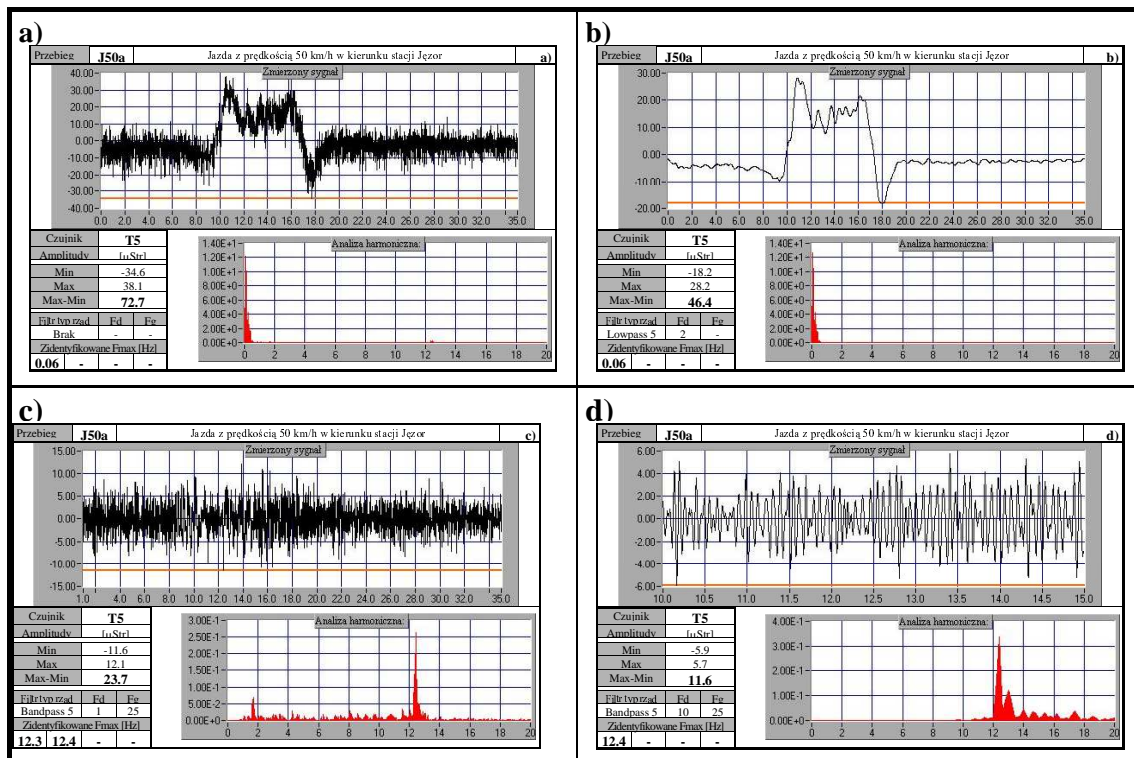 a)
Przebieg J50a Jazda z prędkością 50 km/h w kierunku stacji Jęzor a)
Zmierzony sygnał
40.00
30.00
20.00
10.00
0.00
-10.00
-20.00
-30.00
-40.00
0.0 2.0 4.0 6.0 8.0 10.0 12.0 14.0 16.0 18.0 20.0 22.0 24.0 26.0 28.0 30.0 32.0 35.0
Czujnik T5
Amplitudy [μStr]
Min -34.6
Max 38.1
Max-Min 72.7
Filtr typ rząd Fd Fg
Brak - -
Zidentyfikowane Fmax [Hz]
0.06 - - -
Analiza harmoniczna:
1.40E+1
1.20E+1
1.00E+1
8.00E+0
6.00E+0
4.00E+0
2.00E+0
0.00E+0
0 2 4 6 8 10 12 14 16 18 20
b)
Przebieg J50a Jazda z prędkością 50 km/h w kierunku stacji Jęzor b)
Zmierzony sygnał
30.00
20.00
10.00
0.00
-10.00
-20.00
0.0 2.0 4.0 6.0 8.0 10.0 12.0 14.0 16.0 18.0 20.0 22.0 24.0 26.0 28.0 30.0 32.0 35.0
Czujnik T5
Amplitudy [μStr]
Min -18.2
Max 28.2
Max-Min 46.4
Filtr typ rząd Fd Fg
Lowpass 5 2 -
Zidentyfikowane Fmax [Hz]
0.06 - - -
Analiza harmoniczna:
1.40E+1
1.20E+1
1.00E+1
8.00E+0
6.00E+0
4.00E+0
2.00E+0
0.00E+0
0 2 4 6 8 10 12 14 16 18 20
c)
Przebieg J50a Jazda z prędkością 50 km/h w kierunku stacji Jęzor c)
Zmierzony sygnał
15.00
10.00
5.00
0.00
-5.00
-10.00
-15.00
1.0 4.0 6.0 8.0 10.0 12.0 14.0 16.0 18.0 20.0 22.0 24.0 26.0 28.0 30.0 32.0 35.0
Czujnik T5
Amplitudy [μStr]
Min -11.6
Max 12.1
Max-Min 23.7
Filtr typ rząd Fd Fg
Bandpass 5 1 25
Zidentyfikowane Fmax [Hz]
12.3 12.4 - -
Analiza harmoniczna:
3.00E-1
2.50E-1
2.00E-1
1.50E-1
1.00E-1
5.00E-2
0.00E+0
0 2 4 6 8 10 12 14 16 18 20
d)
Przebieg J50a Jazda z prędkością 50 km/h w kierunku stacji Jęzor d)
Zmierzony sygnał
6.00
4.00
2.00
0.00
-2.00
-4.00
-6.00
10.0 10.5 11.0 11.5 12.0 12.5 13.0 13.5 14.0 14.5 15.0
Czujnik T5
Amplitudy [μStr]
Min -5.9
Max 5.7
Max-Min 11.6
Filtr typ rząd Fd Fg
Bandpass 5 10 25
Zidentyfikowane Fmax [Hz]
12.4 - - -
Analiza harmoniczna:
4.00E-1
3.00E-1
2.00E-1
1.00E-1
0.00E+0
0 2 4 6 8 10 12 14 16 18 20